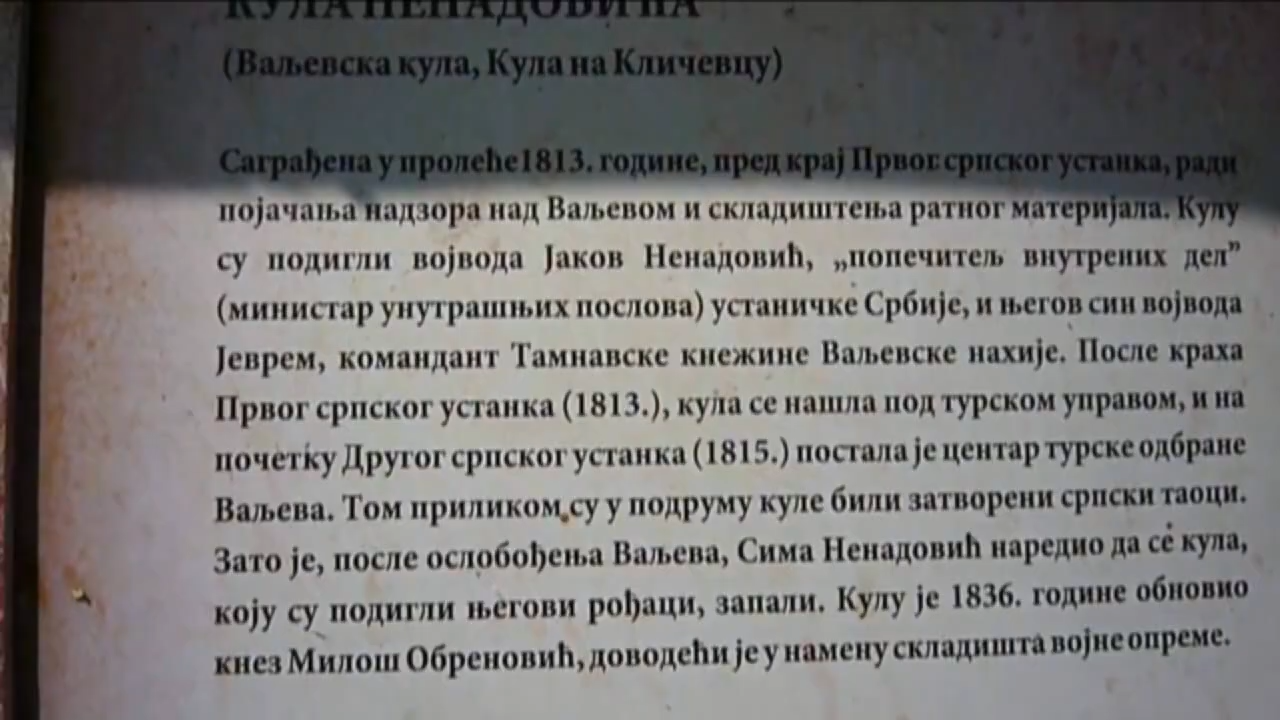 КУЛА НЕНАДОВИЋА
(Ваљевска кула, Кула на Кличевцу)
Саграђена у пролеће1813. године, пред крај Првог српског устанка, ради
појачања надзора над Ваљевом и складиштења ратног материјала. Кулу
су подигли војвода Јаков Ненадовић, „попечитељ внутрених дел”
(министар унутрашњих послова) устаничке Србије, и његов син војвода
Јеврем, командант Тамнавске кнежине Ваљевске нахије. После краха
Првог српског устанка (1813.), кула се нашла под турском управом, и на
почетку Другог српског устанка (1815.) постала је центар турске одбране
Ваљева. Том приликом су у подруму куле били затворени српски таоци.
Зато је, после ослобођења Ваљева, Сима Ненадовић наредио да се кула,
коју су подигли његови рођаци, запали. Кулу је 1836. године обновио
кнез Милош Обреновић, доводећи је у намену складишта војне опреме.